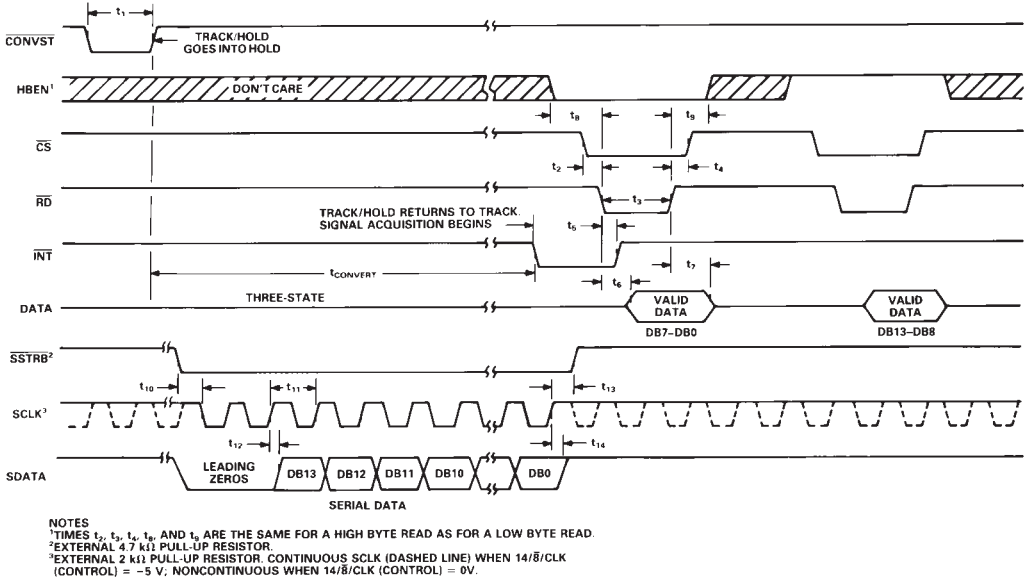 t₁
C̅O̅N̅V̅S̅T̅
TRACK/HOLD
GOES INTO HOLD
HBEN¹
DON'T CARE
t₈
t₉
C̅S̅
t₂
t₄
R̅D̅
t₃
TRACK/HOLD RETURNS TO TRACK.
SIGNAL ACQUISITION BEGINS
t₅
I̅N̅T̅
tCONVERT
t₇
t₆
DATA
THREE-STATE
VALID
DATA
VALID
DATA
DB7–DB0
DB13–DB8
S̅S̅T̅R̅B̅²
t₁₀
t₁₁
t₁₃
SCLK³
t₁₂
t₁₄
SDATA
LEADING
ZEROS
DB13
DB12
DB11
DB10
DB0
SERIAL DATA
NOTES
¹TIMES t₂, t₃, t₄, t₈, AND t₉ ARE THE SAME FOR A HIGH BYTE READ AS FOR A LOW BYTE READ.
²EXTERNAL 4.7 kΩ PULL-UP RESISTOR.
³EXTERNAL 2 kΩ PULL-UP RESISTOR. CONTINUOUS SCLK (DASHED LINE) WHEN 14/8̅/CLK
(CONTROL) = –5 V; NONCONTINUOUS WHEN 14/8̅/CLK (CONTROL) = 0V.